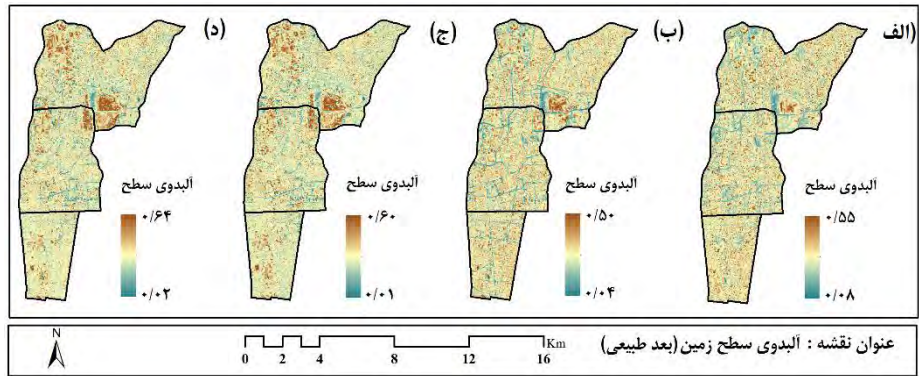 (الف) (ب) (ج) (د)
آلبدوی سطح
۰/۵۵
۰/۰۸
آلبدوی سطح
۰/۵۰
۰/۰۴
آلبدوی سطح
۰/۶۰
۰/۰۱
آلبدوی سطح
۰/۶۴
۰/۰۲
عنوان نقشه : آلبدوی سطح زمین(بعد طبیعی)
Km
0 2 4 8 12 16
N